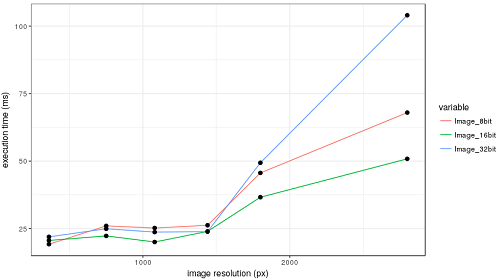 100
75
50
25
execution time (ms)
1000
2000
image resolution (px)
variable
Image_8bit
Image_16bit
Image_32bit